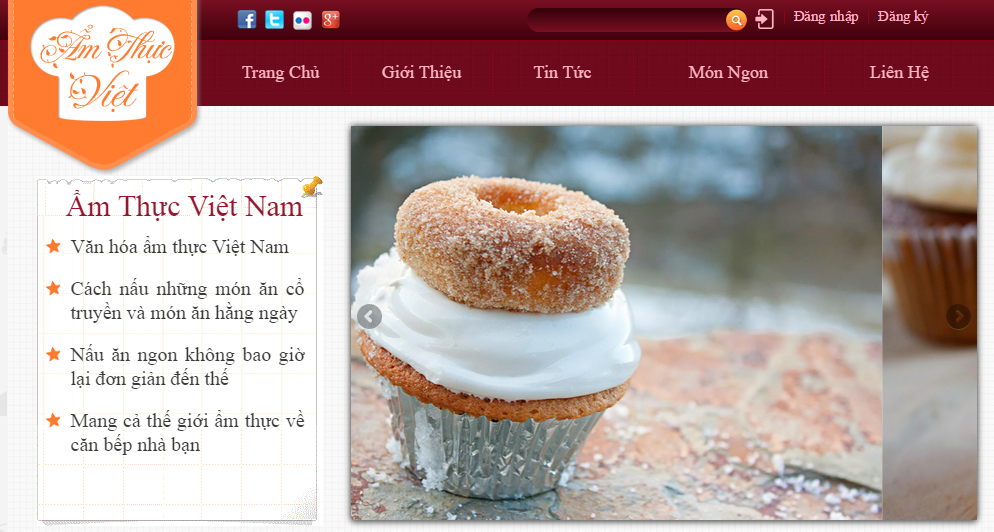 Ẩm Thực
Việt
Đăng nhập
Đăng ký
Trang Chủ
Giới Thiệu
Tin Tức
Món Ngon
Liên Hệ
Ẩm Thực Việt Nam
Văn hóa ẩm thực Việt Nam
Cách nấu những món ăn cổ
truyền và món ăn hằng ngày
Nấu ăn ngon không bao giờ
lại đơn giản đến thế
Mang cả thế giới ẩm thực về
căn bếp nhà bạn